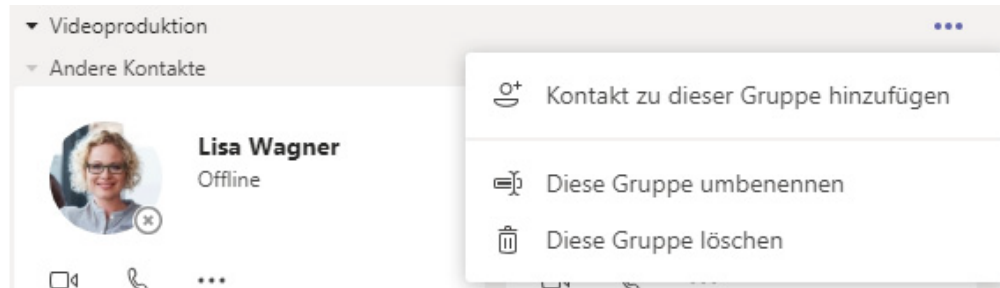 Videoproduktion
Andere Kontakte
Lisa Wagner
Offline
Kontakt zu dieser Gruppe hinzufügen
Diese Gruppe umbenennen
Diese Gruppe löschen